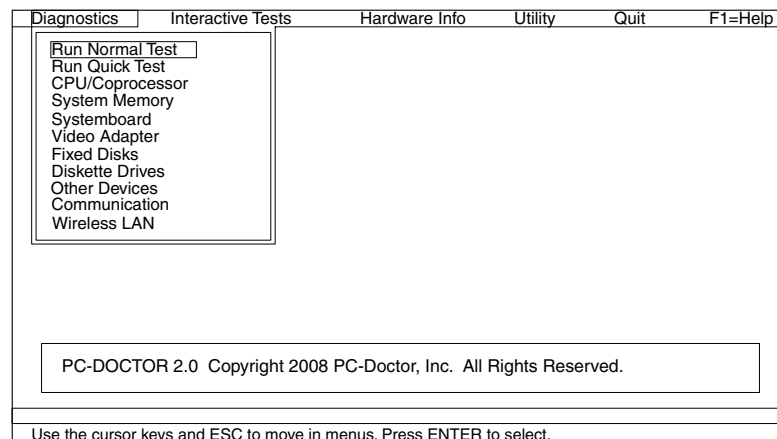 Diagnostics Interactive Tests Hardware Info Utility Quit F1=Help
Run Normal Test
Run Quick Test
CPU/Coprocessor
System Memory
Systemboard
Video Adapter
Fixed Disks
Diskette Drives
Other Devices
Communication
Wireless LAN
PC-DOCTOR 2.0 Copyright 2008 PC-Doctor, Inc. All Rights Reserved.
Use the cursor keys and ESC to move in menus. Press ENTER to select.